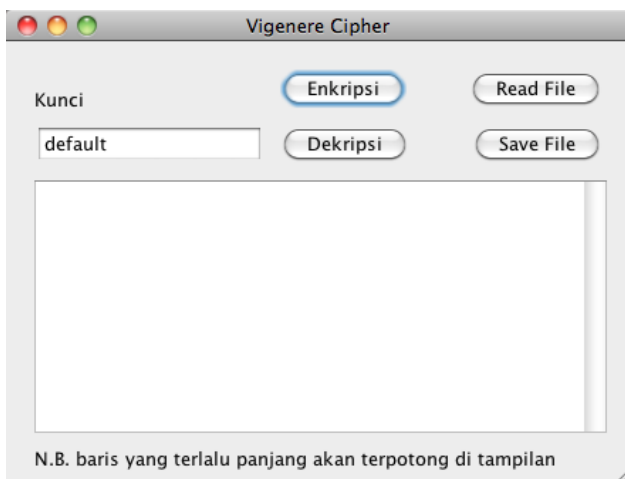 Vigenere Cipher
Enkripsi Read File
Kunci
default Dekripsi Save File
N.B. baris yang terlalu panjang akan terpotong di tampilan